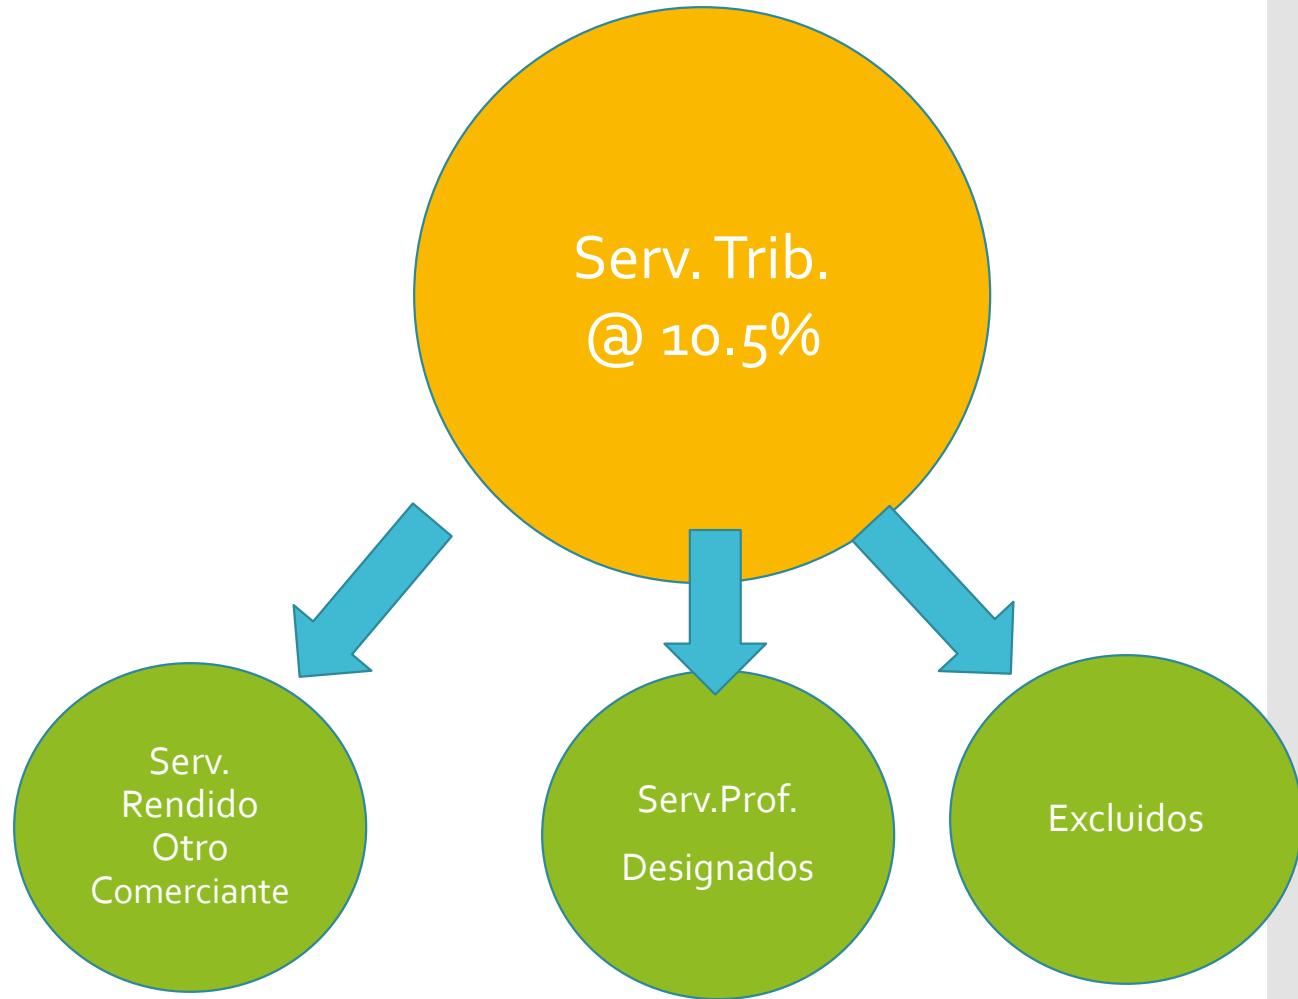 Serv. Trib.
@ 10.5%
Serv.
Rendido
Otro
Comerciante
Serv.Prof.
Designados
Excluidos